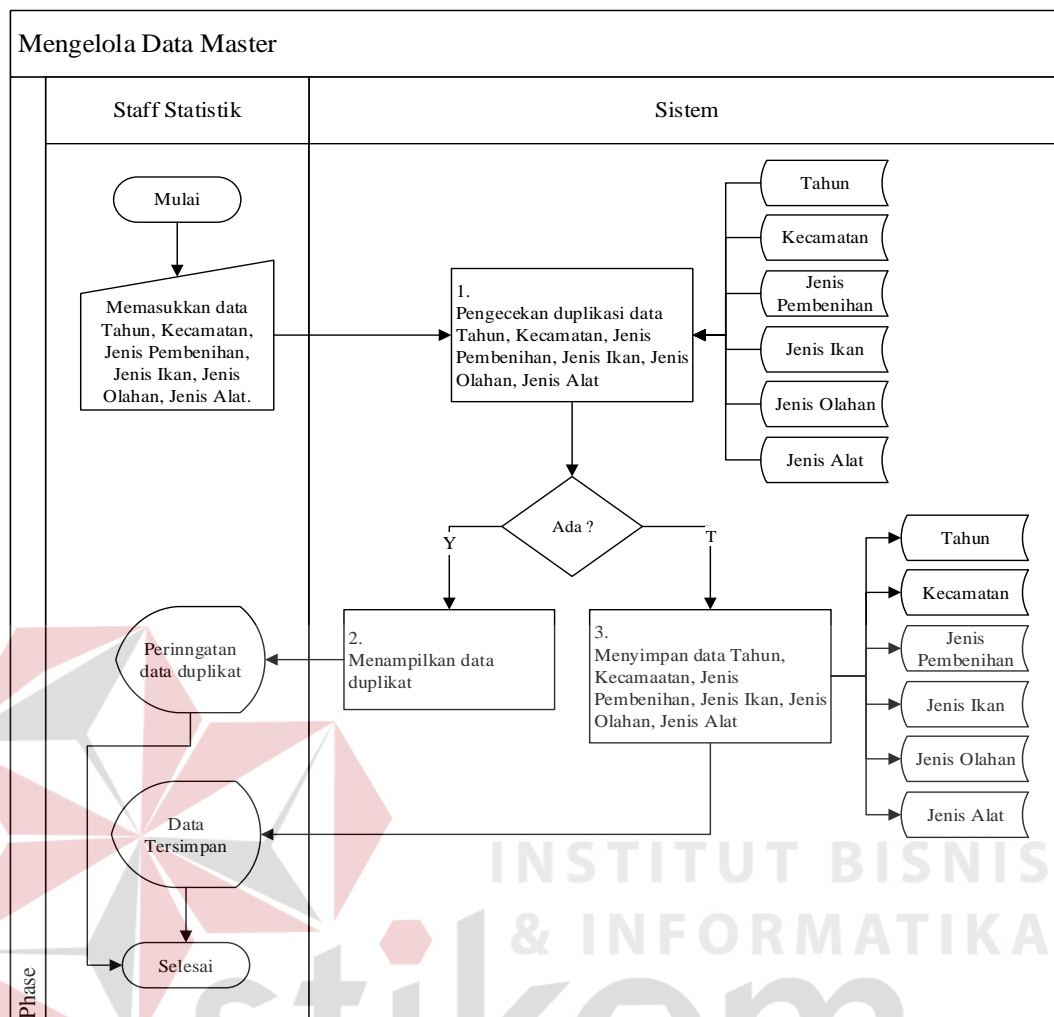 Mengelola Data Master
Staff Statistik
Sistem
Mulai
Memasukkan data
Tahun, Kecamatan,
Jenis Pembenihan,
Jenis Ikan, Jenis
Olahan, Jenis Alat.
1.
Pengecekan duplikasi data
Tahun, Kecamatan, Jenis
Pembenihan, Jenis Ikan, Jenis
Olahan, Jenis Alat
Tahun
Kecamatan
Jenis
Pembenihan
Jenis Ikan
Jenis Olahan
Jenis Alat
Ada ?
Y
T
2.
Menampilkan data
duplikat
Perinngatan
data duplikat
3.
Menyimpan data Tahun,
Kecamaatan, Jenis
Pembenihan, Jenis Ikan, Jenis
Olahan, Jenis Alat
Tahun
Kecamatan
Jenis
Pembenihan
Jenis Ikan
Jenis Olahan
Jenis Alat
Data
Tersimpan
Selesai
Phase
INSTITUT BISNIS
& INFORMATIKA
stikom